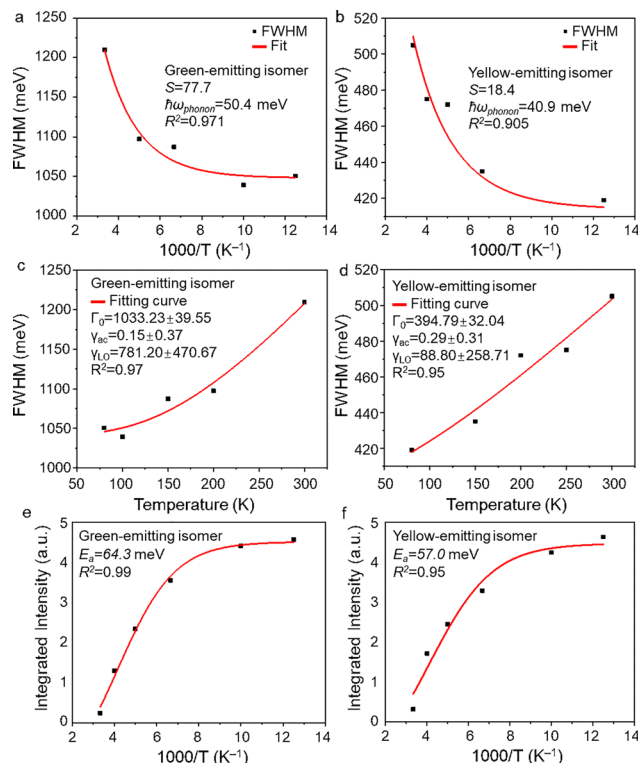 a
1250
1200
1150
1100
1050
1000
FWHM (meV)
FWHM
Fit
Green-emitting isomer
S=77.7
ℏω_phonon=50.4 meV
R²=0.971
2 4 6 8 10 12 14
1000/T (K⁻¹)
b
520
500
480
460
440
420
FWHM (meV)
FWHM
Fit
Yellow-emitting isomer
S=18.4
ℏω_phonon=40.9 meV
R²=0.905
2 4 6 8 10 12 14
1000/T (K⁻¹)
c
1250
1200
1150
1100
1050
1000
FWHM (meV)
Green-emitting isomer
Fitting curve
Γ₀=1033.23±39.55
γ_ac=0.15±0.37
γ_LO=781.20±470.67
R²=0.97
50 100 150 200 250 300
Temperature (K)
d
520
500
480
460
440
420
FWHM (meV)
Yellow-emitting isomer
Fitting curve
Γ₀=394.79±32.04
γ_ac=0.29±0.31
γ_LO=88.80±258.71
R²=0.95
50 100 150 200 250 300
Temperature (K)
e
5
4
3
2
1
0
Integrated Intensity (a.u.)
Green-emitting isomer
Eₐ=64.3 meV
R²=0.99
2 4 6 8 10 12 14
1000/T (K⁻¹)
f
5
4
3
2
1
0
Integrated Intensity (a.u.)
Yellow-emitting isomer
Eₐ=57.0 meV
R²=0.95
2 4 6 8 10 12 14
1000/T (K⁻¹)